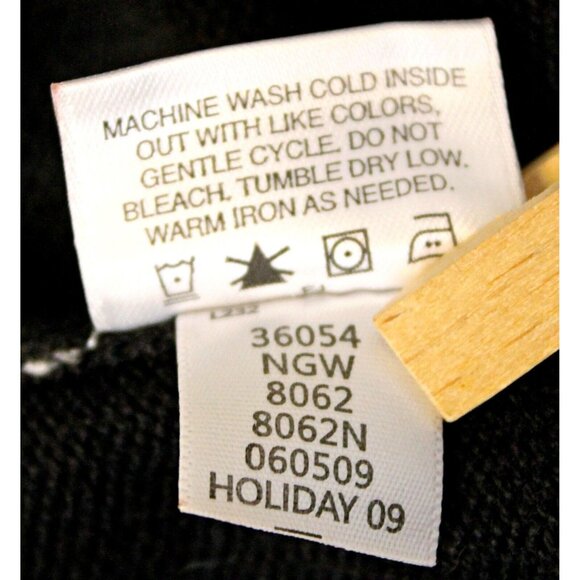 MACHINE WASH COLD INSIDE
OUT WITH LIKE COLORS,
GENTLE CYCLE. DO NOT
BLEACH. TUMBLE DRY LOW.
WARM IRON AS NEEDED.
36054
NGW
8062
8062N
060509
HOLIDAY 09